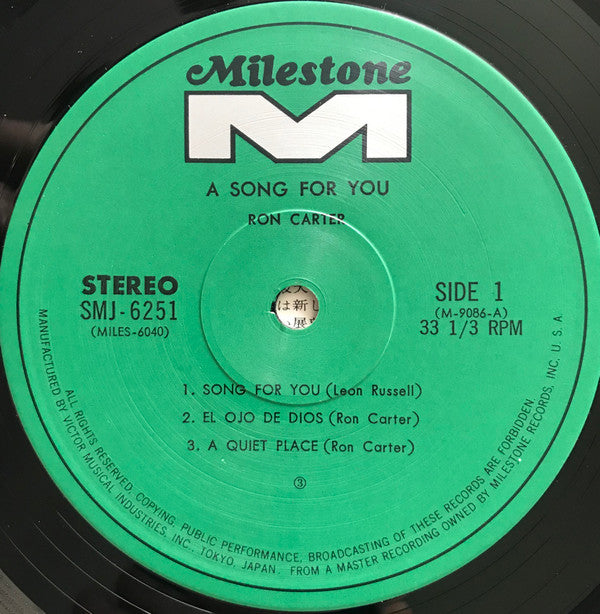 Milestone
M
A SONG FOR YOU
RON CARTER
STEREO
SMJ-6251
(MILES-6040)
SIDE 1
(M-9086-A)
33 1/3 RPM
は新し
1. SONG FOR YOU (Leon Russell)
2. EL OJO DE DIOS (Ron Carter)
3. A QUIET PLACE (Ron Carter)
③
ALL RIGHTS RESERVED. COPYING. PUBLIC PERFORMANCE, BROADCASTING OF THESE RECORDS ARE FORBIDDEN.
MANUFACTURED BY VICTOR MUSICAL INDUSTRIES, INC., TOKYO, JAPAN. FROM A MASTER RECORDING OWNED BY MILESTONE RECORDS, INC. U.S.A.